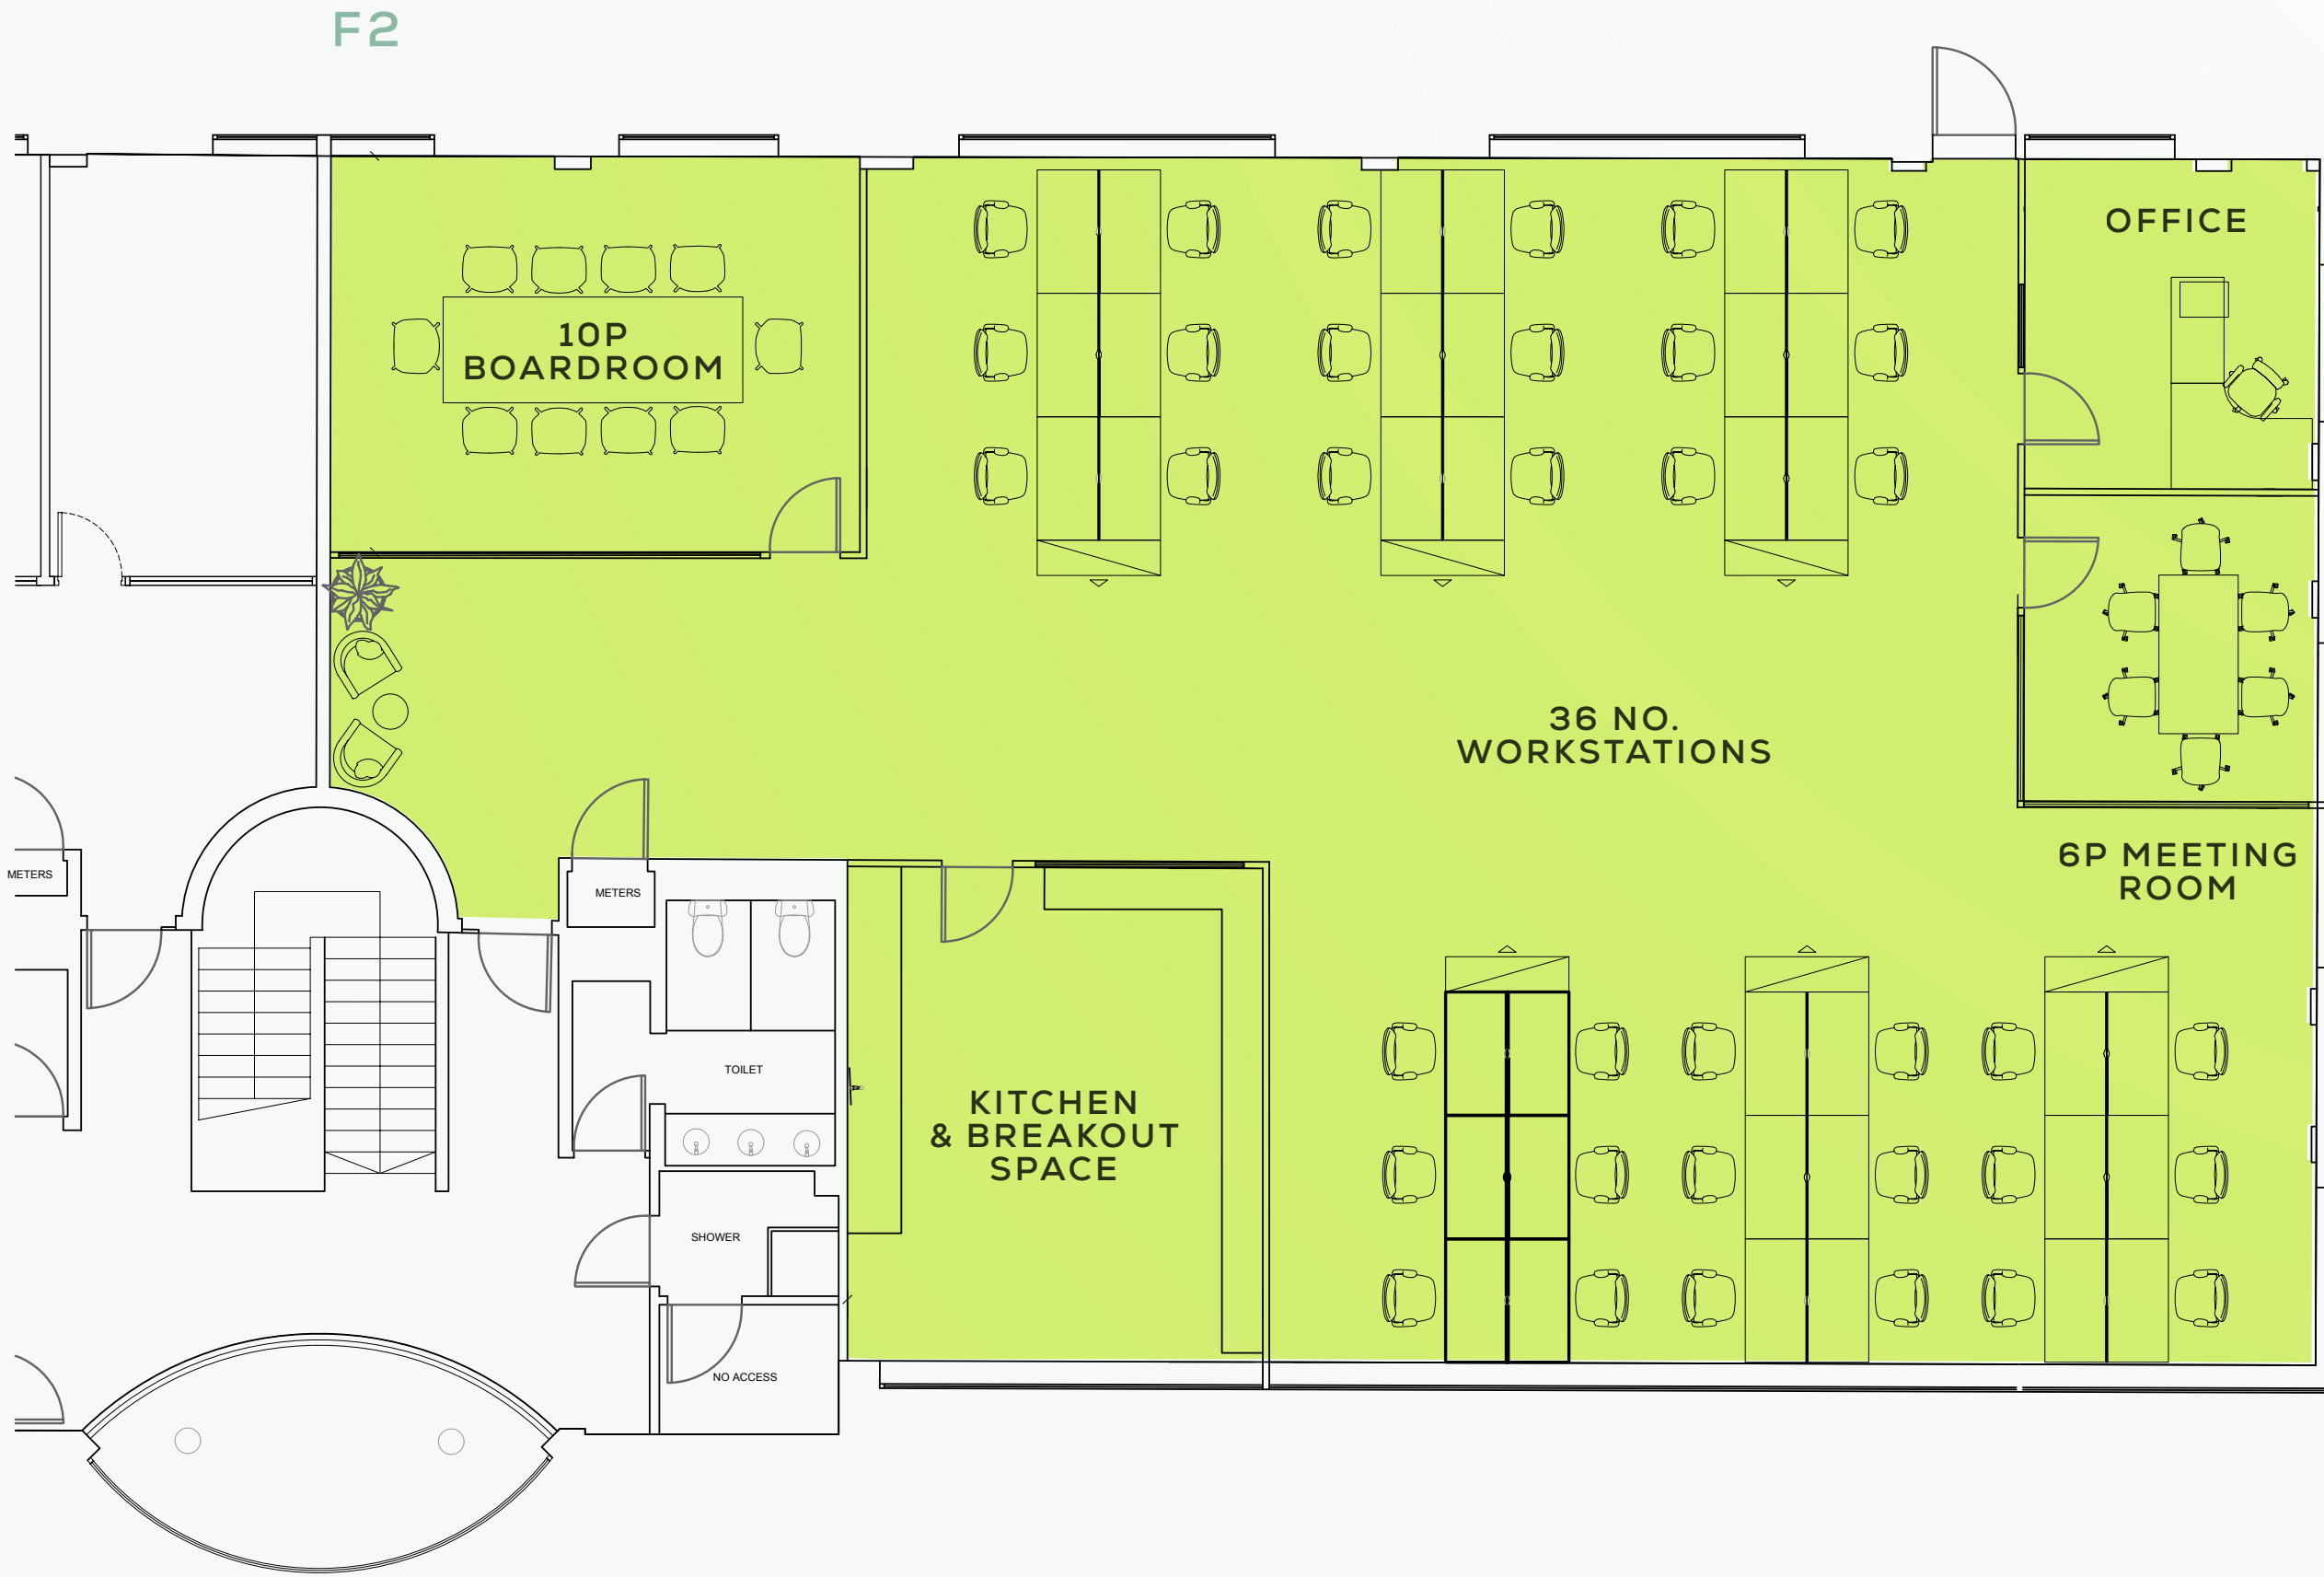 F2
OFFICE
10P
BOARDROOM
36 NO.
WORKSTATIONS
6P MEETING
ROOM
METERS
METERS
TOILET
KITCHEN
& BREAKOUT
SPACE
SHOWER
NO ACCESS